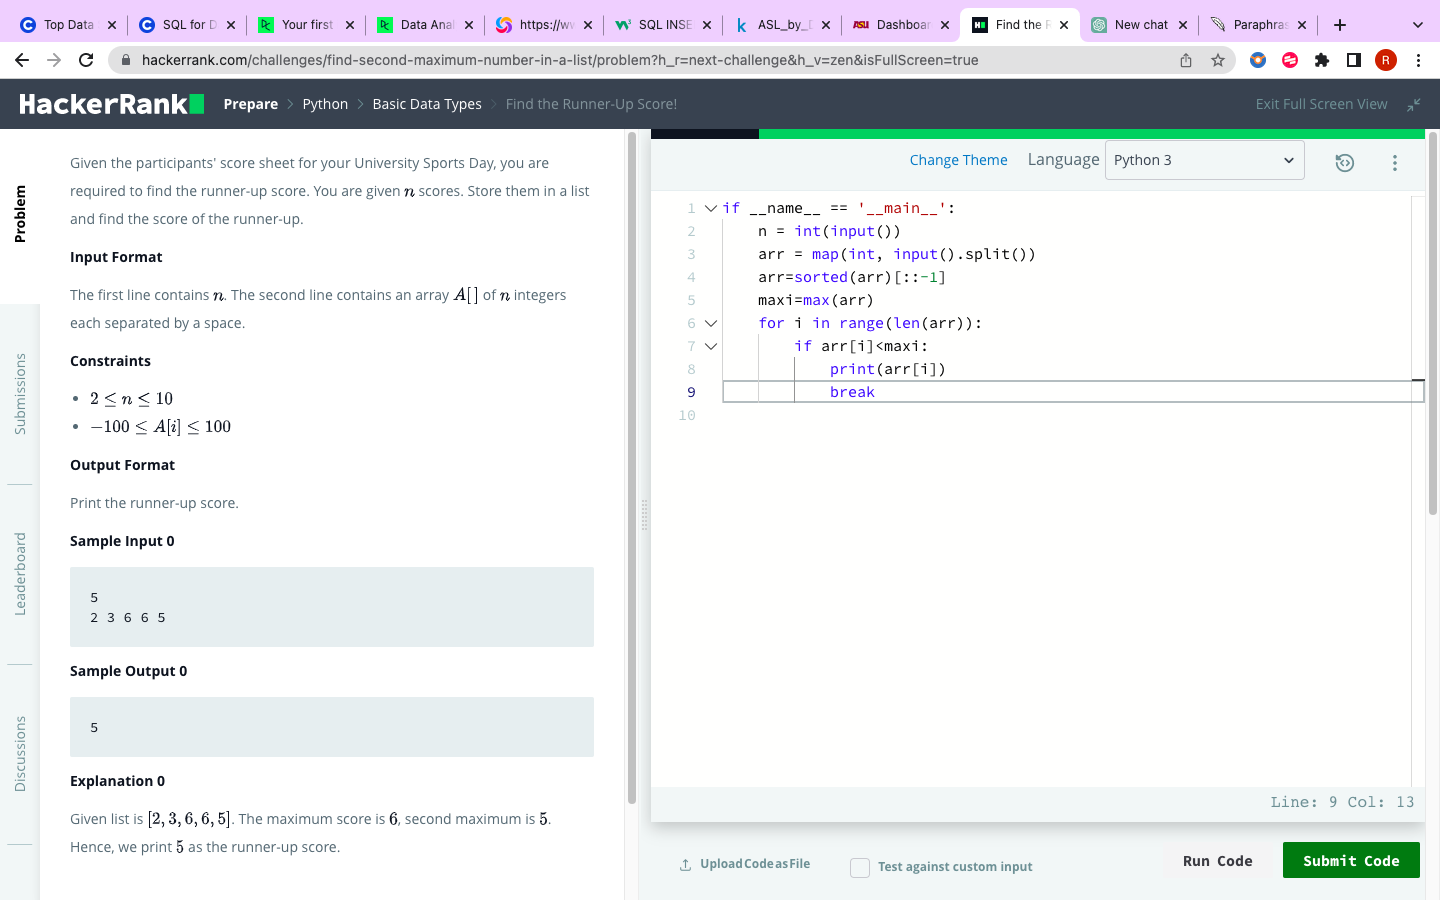 Top Data
SQL for D
Your first
Data Anal
https://ww
SQL INSE
ASL_by_D
ASU Dashboar
Find the R
New chat
Paraphras
hackerrank.com/challenges/find-second-maximum-number-in-a-list/problem?h_r=next-challenge&h_v=zen&isFullScreen=true
R
HackerRank
Prepare > Python > Basic Data Types > Find the Runner-Up Score!
Exit Full Screen View
Problem
Submissions
Leaderboard
Discussions
Given the participants' score sheet for your University Sports Day, you are
required to find the runner-up score. You are given n scores. Store them in a list
and find the score of the runner-up.
Input Format
The first line contains n. The second line contains an array A[] of n integers
each separated by a space.
Constraints
• 2 ≤ n ≤ 10
• −100 ≤ A[i] ≤ 100
Output Format
Print the runner-up score.
Sample Input 0
5
2 3 6 6 5
Sample Output 0
5
Explanation 0
Given list is [2, 3, 6, 6, 5]. The maximum score is 6, second maximum is 5.
Hence, we print 5 as the runner-up score.
Change Theme Language Python 3
1 if __name__ == '__main__':
2     n = int(input())
3     arr = map(int, input().split())
4     arr=sorted(arr)[::-1]
5     maxi=max(arr)
6     for i in range(len(arr)):
7         if arr[i]<maxi:
8             print(arr[i])
9             break
10
Line: 9 Col: 13
Upload Code as File
Test against custom input
Run Code
Submit Code